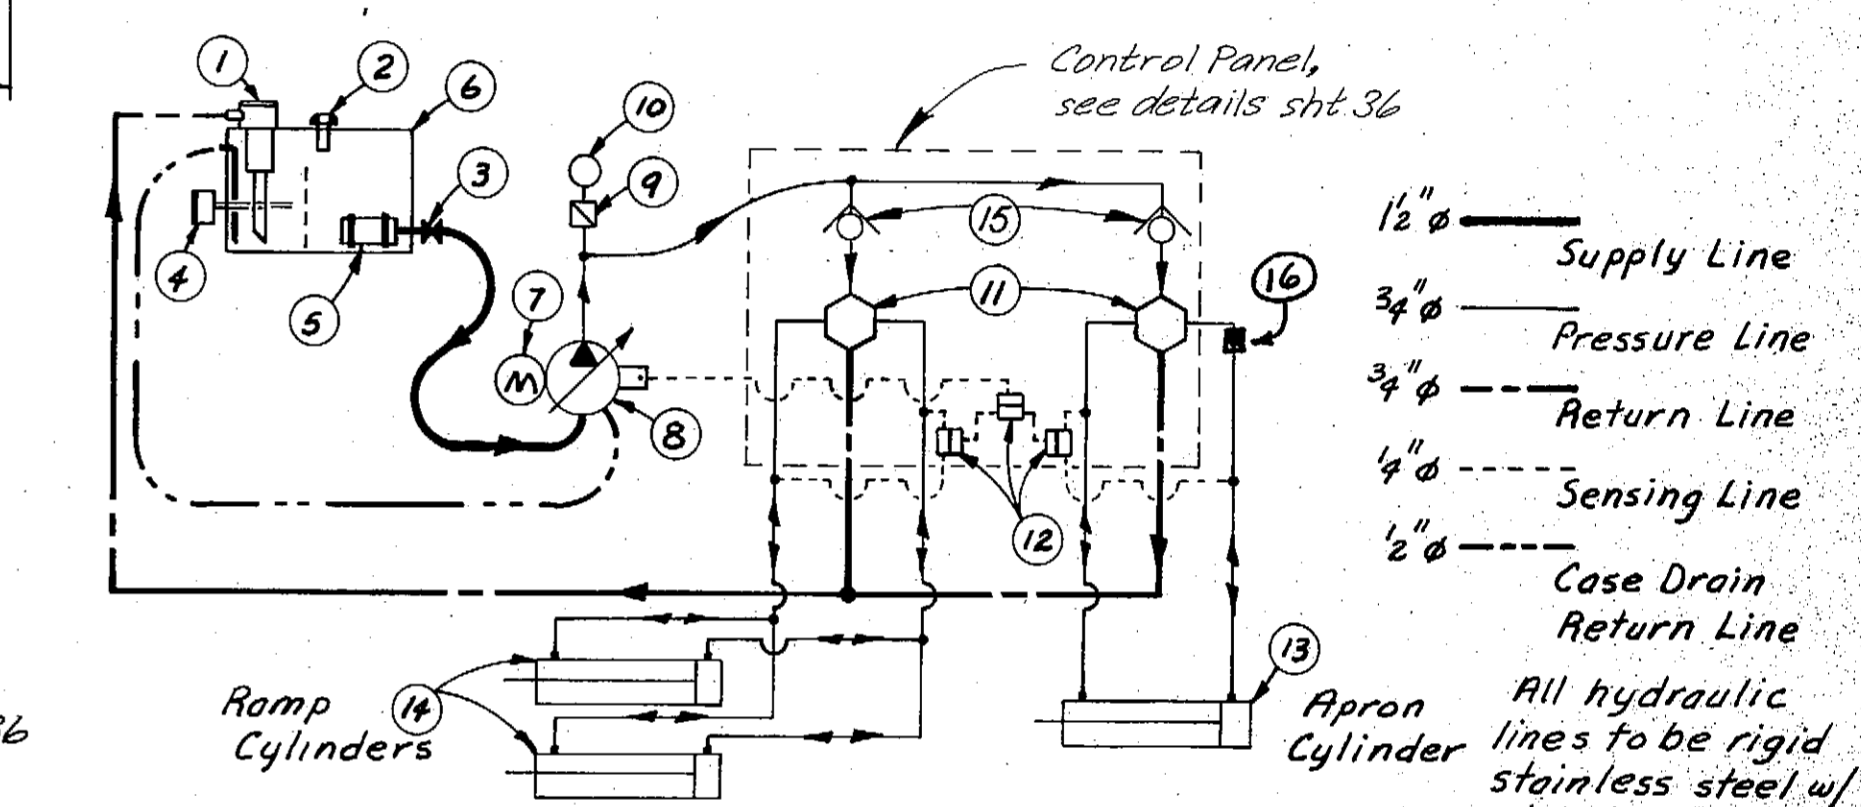 1
2
6
10
Control Panel,
see details sht 36
3
9
4
5
7
M
8
15
11
16
12
1½"ø
Supply Line
¾"ø
Pressure Line
¾"ø
Return Line
¼"ø
Sensing Line
½"ø
Case Drain
Return Line
Ramp
Cylinders
14
13
Apron
Cylinder
All hydraulic
lines to be rigid
stainless steel w/